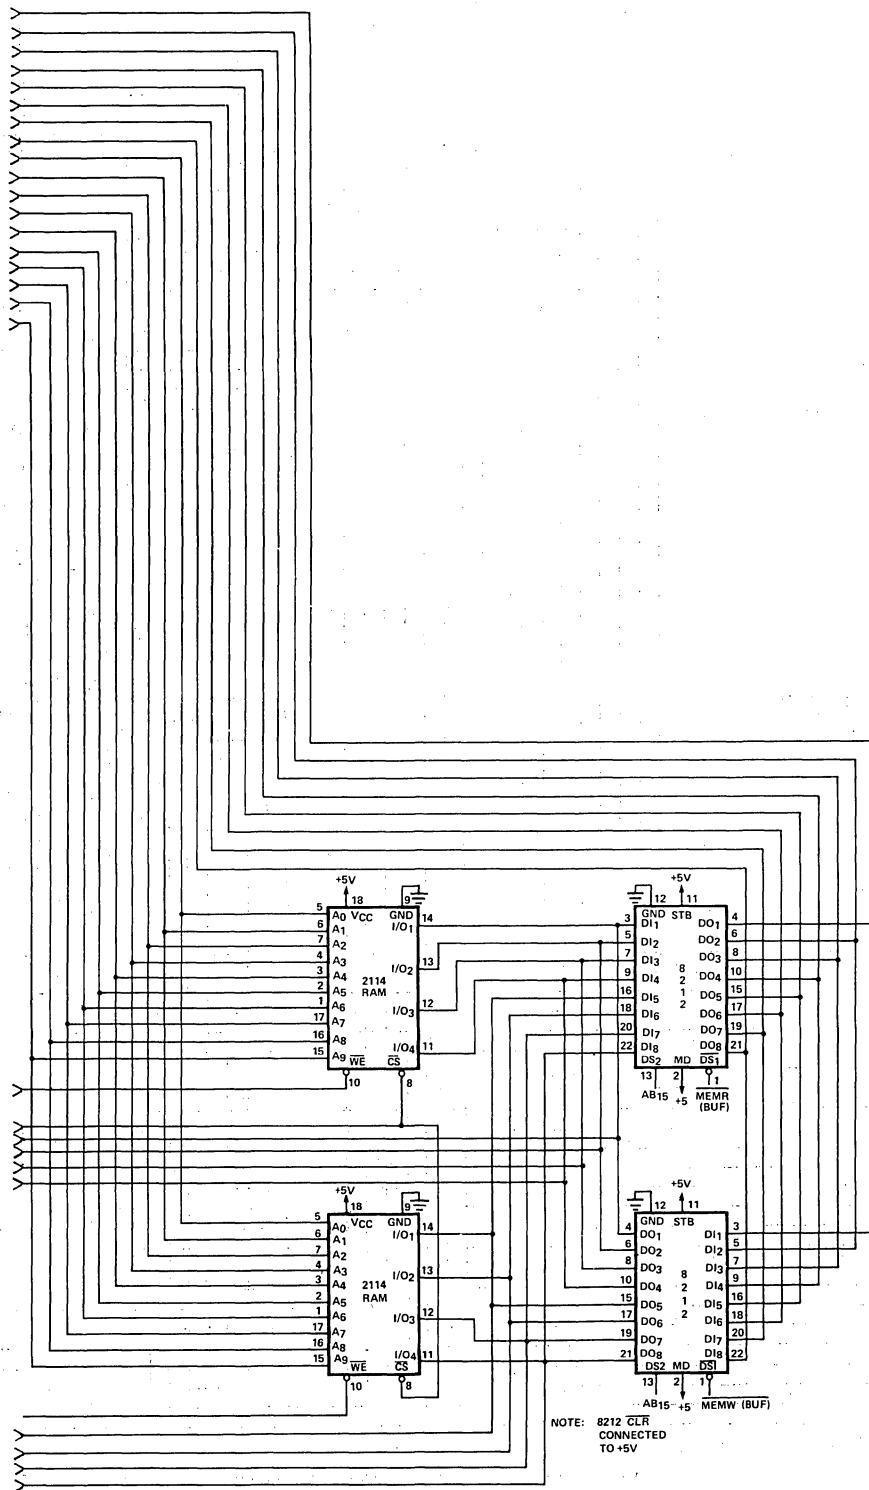 +5V
9
5 18 14
A0 VCC GND
6 A1 I/O1
7 A2
4 A3 I/O2 13
3 A4 2114
2 A5 RAM
1 A6 I/O3 12
17 A7
16 A8 I/O4 11
15 A9 WE CS
10 8
+5V
12 11
3 GND STB 4
DI1 DO1
5 DI2 DO2 6
7 DI3 DO3 8
9 DI4 8 DO4 10
16 DI5 2 DO5 15
18 DI6 1 DO6 17
20 DI7 2 DO7 19
22 DI8 DO8 21
DS2 MD DS1
13 2 1
AB15 +5 MEMR
(BUF)
+5V
9
5 18 14
A0 VCC GND
6 A1 I/O1
7 A2
4 A3 I/O2 13
3 A4 2114
2 A5 RAM
1 A6 I/O3 12
17 A7
16 A8 I/O4 11
15 A9 WE CS
10 8
+5V
12 11
4 GND STB 3
DO1 DI1
6 DO2 DI2 5
8 DO3 DI3 7
10 DO4 8 DI4 9
15 DO5 2 DI5 16
17 DO6 1 DI6 18
19 DO7 2 DI7 20
21 DO8 DI8 22
DS2 MD DSI
13 2 1
AB15 +5 MEMW (BUF)
NOTE: 8212 CLR
CONNECTED
TO +5V